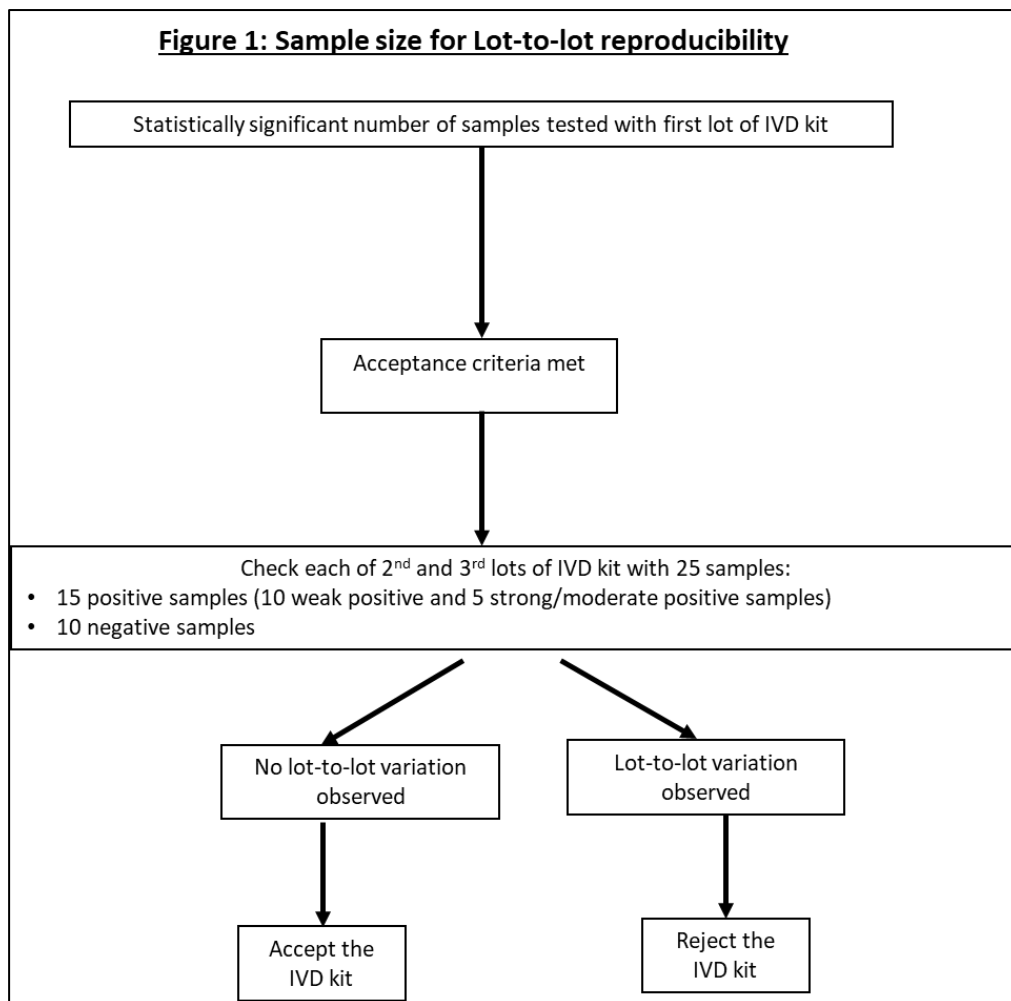 Figure 1: Sample size for Lot-to-lot reproducibility
Statistically significant number of samples tested with first lot of IVD kit
Acceptance criteria met
Check each of 2nd and 3rd lots of IVD kit with 25 samples:
• 15 positive samples (10 weak positive and 5 strong/moderate positive samples)
• 10 negative samples
No lot-to-lot variation
observed
Lot-to-lot variation
observed
Accept the
IVD kit
Reject the
IVD kit